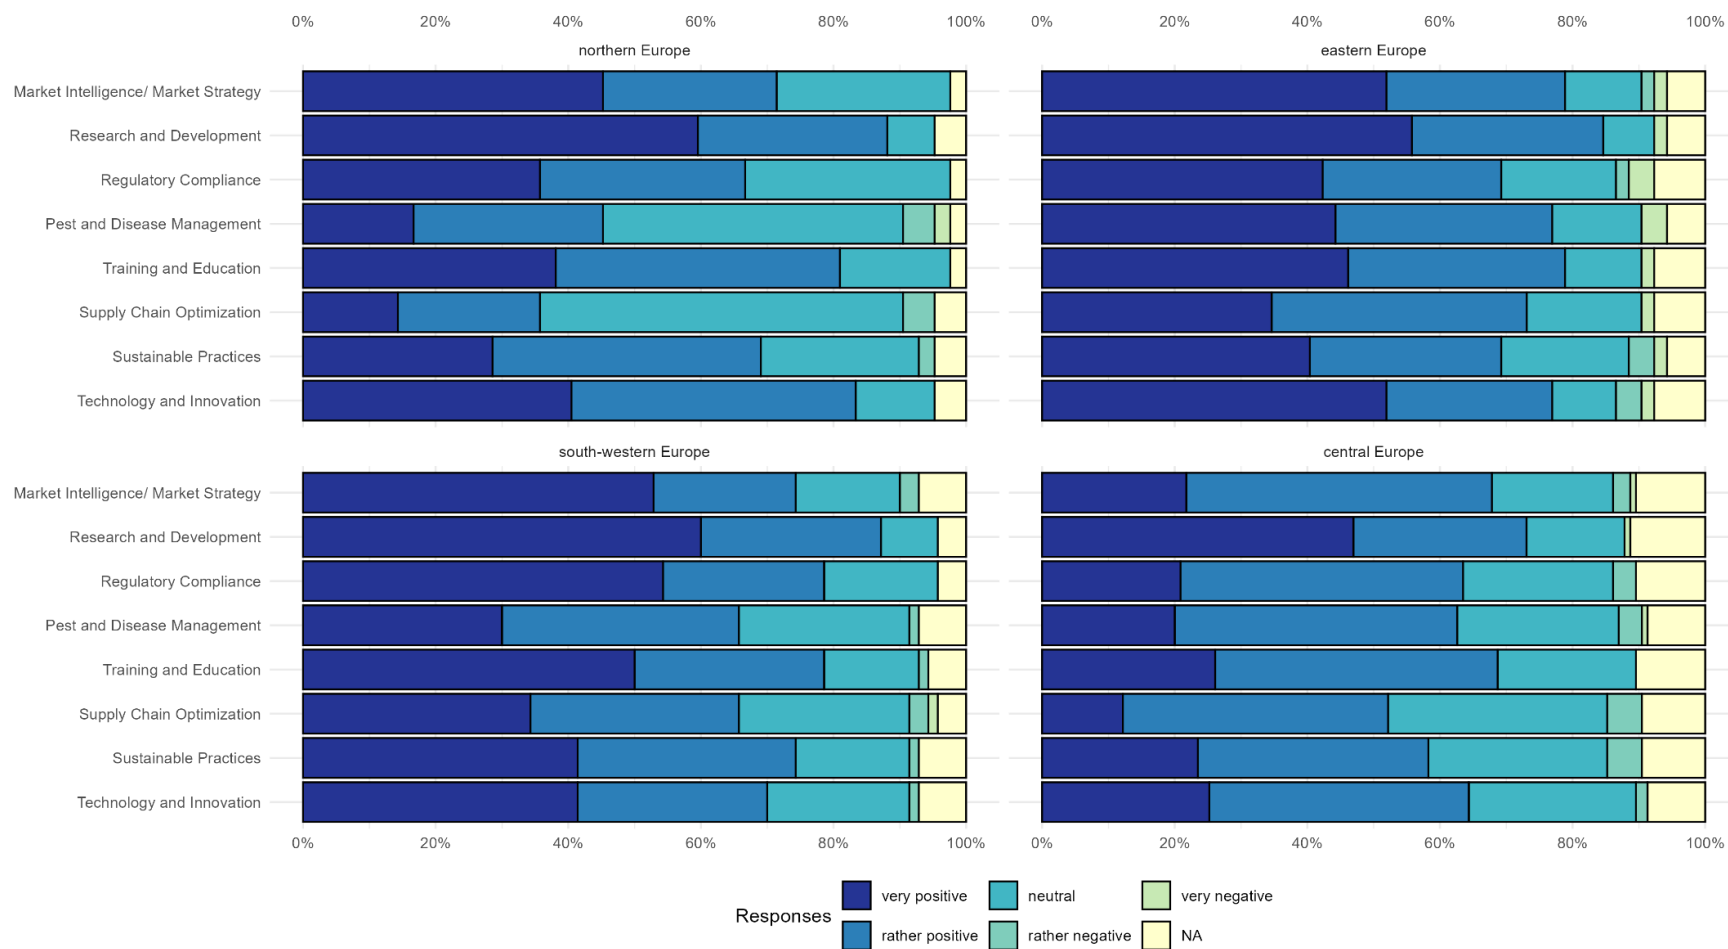 0% 20% 40% 60% 80% 100% 0% 20% 40% 60% 80% 100%
northern Europe eastern Europe
Market Intelligence/ Market Strategy
Research and Development
Regulatory Compliance
Pest and Disease Management
Training and Education
Supply Chain Optimization
Sustainable Practices
Technology and Innovation
south-western Europe central Europe
Market Intelligence/ Market Strategy
Research and Development
Regulatory Compliance
Pest and Disease Management
Training and Education
Supply Chain Optimization
Sustainable Practices
Technology and Innovation
0% 20% 40% 60% 80% 100% 0% 20% 40% 60% 80% 100%
Responses
very positive neutral very negative
rather positive rather negative NA